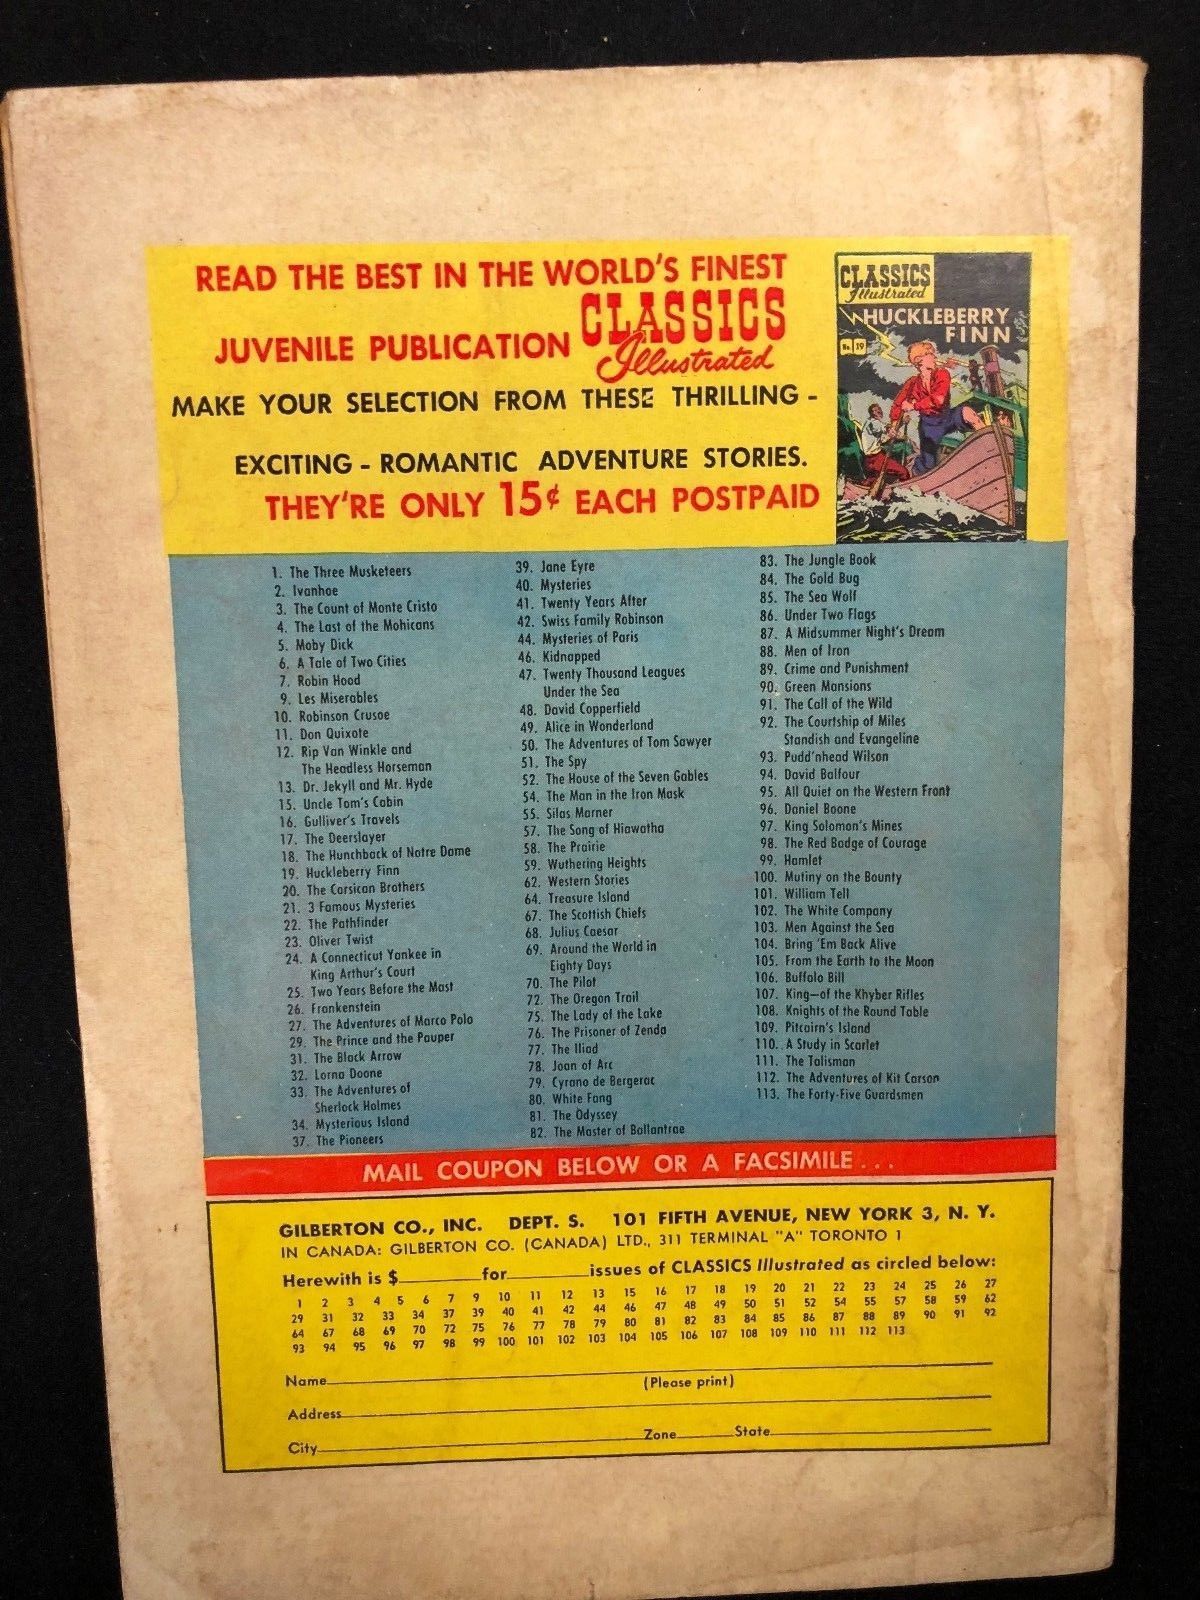 READ THE BEST IN THE WORLD'S FINEST
JUVENILE PUBLICATION CLASSICS
Illustrated
MAKE YOUR SELECTION FROM THESE THRILLING -
EXCITING - ROMANTIC ADVENTURE STORIES.
THEY'RE ONLY 15¢ EACH POSTPAID
CLASSICS
Illustrated
HUCKLEBERRY
FINN
No. 19
1. The Three Musketeers
2. Ivanhoe
3. The Count of Monte Cristo
4. The Last of the Mohicans
5. Moby Dick
6. A Tale of Two Cities
7. Robin Hood
9. Les Miserables
10. Robinson Crusoe
11. Don Quixote
12. Rip Van Winkle and
The Headless Horseman
13. Dr. Jekyll and Mr. Hyde
15. Uncle Tom's Cabin
16. Gulliver's Travels
17. The Deerslayer
18. The Hunchback of Notre Dame
19. Huckleberry Finn
20. The Corsican Brothers
21. 3 Famous Mysteries
22. The Pathfinder
23. Oliver Twist
24. A Connecticut Yankee in
King Arthur's Court
25. Two Years Before the Mast
26. Frankenstein
27. The Adventures of Marco Polo
29. The Prince and the Pauper
31. The Black Arrow
32. Lorna Doone
33. The Adventures of
Sherlock Holmes
34. Mysterious Island
37. The Pioneers
39. Jane Eyre
40. Mysteries
41. Twenty Years After
42. Swiss Family Robinson
44. Mysteries of Paris
46. Kidnapped
47. Twenty Thousand Leagues
Under the Sea
48. David Copperfield
49. Alice in Wonderland
50. The Adventures of Tom Sawyer
51. The Spy
52. The House of the Seven Gables
54. The Man in the Iron Mask
55. Silas Marner
57. The Song of Hiawatha
58. The Prairie
59. Wuthering Heights
62. Western Stories
64. Treasure Island
67. The Scottish Chiefs
68. Julius Caesar
69. Around the World in
Eighty Days
70. The Pilot
72. The Oregon Trail
75. The Lady of the Lake
76. The Prisoner of Zenda
77. The Iliad
78. Joan of Arc
79. Cyrano de Bergerac
80. White Fang
81. The Odyssey
82. The Master of Ballantrae
83. The Jungle Book
84. The Gold Bug
85. The Sea Wolf
86. Under Two Flags
87. A Midsummer Night's Dream
88. Men of Iron
89. Crime and Punishment
90. Green Mansions
91. The Call of the Wild
92. The Courtship of Miles
Standish and Evangeline
93. Pudd'nhead Wilson
94. David Balfour
95. All Quiet on the Western Front
96. Daniel Boone
97. King Solomon's Mines
98. The Red Badge of Courage
99. Hamlet
100. Mutiny on the Bounty
101. William Tell
102. The White Company
103. Men Against the Sea
104. Bring 'Em Back Alive
105. From the Earth to the Moon
106. Buffalo Bill
107. King—of the Khyber Rifles
108. Knights of the Round Table
109. Pitcairn's Island
110. A Study in Scarlet
111. The Talisman
112. The Adventures of Kit Carson
113. The Forty-Five Guardsmen
MAIL COUPON BELOW OR A FACSIMILE . . .
GILBERTON CO., INC. DEPT. S. 101 FIFTH AVENUE, NEW YORK 3, N. Y.
IN CANADA: GILBERTON CO. (CANADA) LTD., 311 TERMINAL "A" TORONTO 1
Herewith is $ for issues of CLASSICS Illustrated as circled below:
1 2 3 4 5 6 7 9 10 11 12 13 15 16 17 18 19 20 21 22 23 24 25 26 27
29 31 32 33 34 37 39 40 41 42 44 46 47 48 49 50 51 52 54 55 57 58 59 62
64 67 68 69 70 72 75 76 77 78 79 80 81 82 83 84 85 86 87 88 89 90 91 92
93 94 95 96 97 98 99 100 101 102 103 104 105 106 107 108 109 110 111 112 113
Name
(Please print)
Address
City Zone State